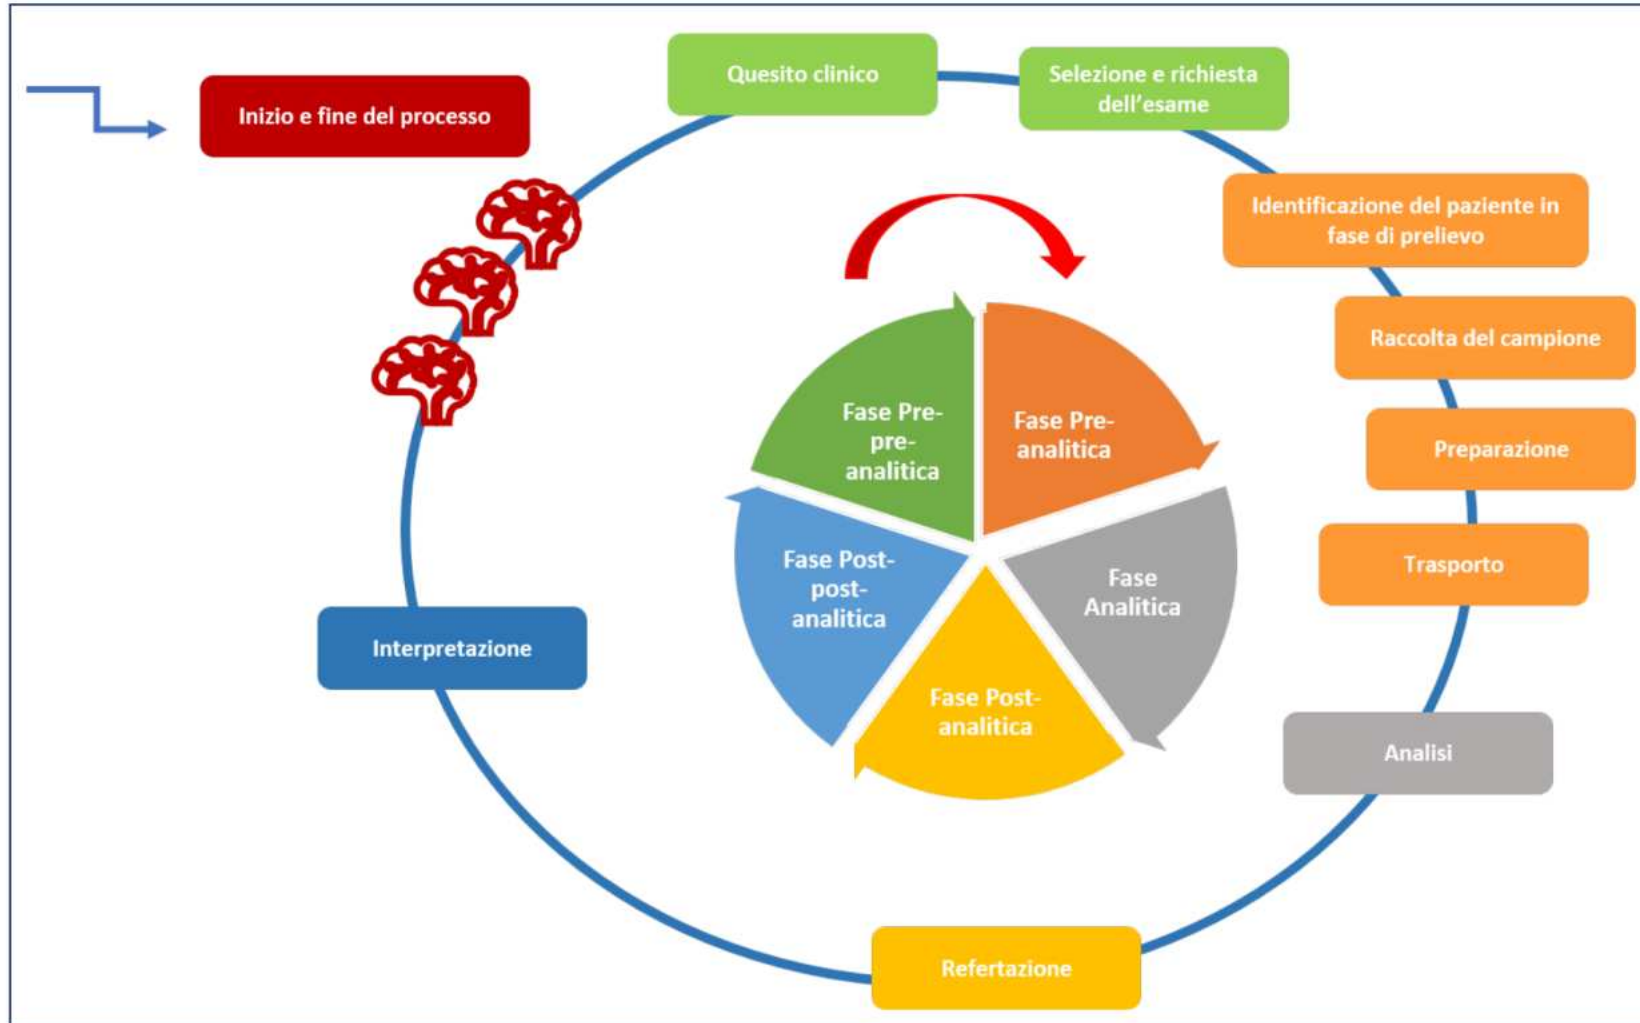 Inizio e fine del processo
Quesito clinico
Selezione e richiesta
dell'esame
Identificazione del paziente in
fase di prelievo
Raccolta del campione
Preparazione
Trasporto
Analisi
Refertazione
Interpretazione
Fase Pre-
pre-
analitica
Fase Pre-
analitica
Fase
Analitica
Fase Post-
analitica
Fase Post-
post-
analitica